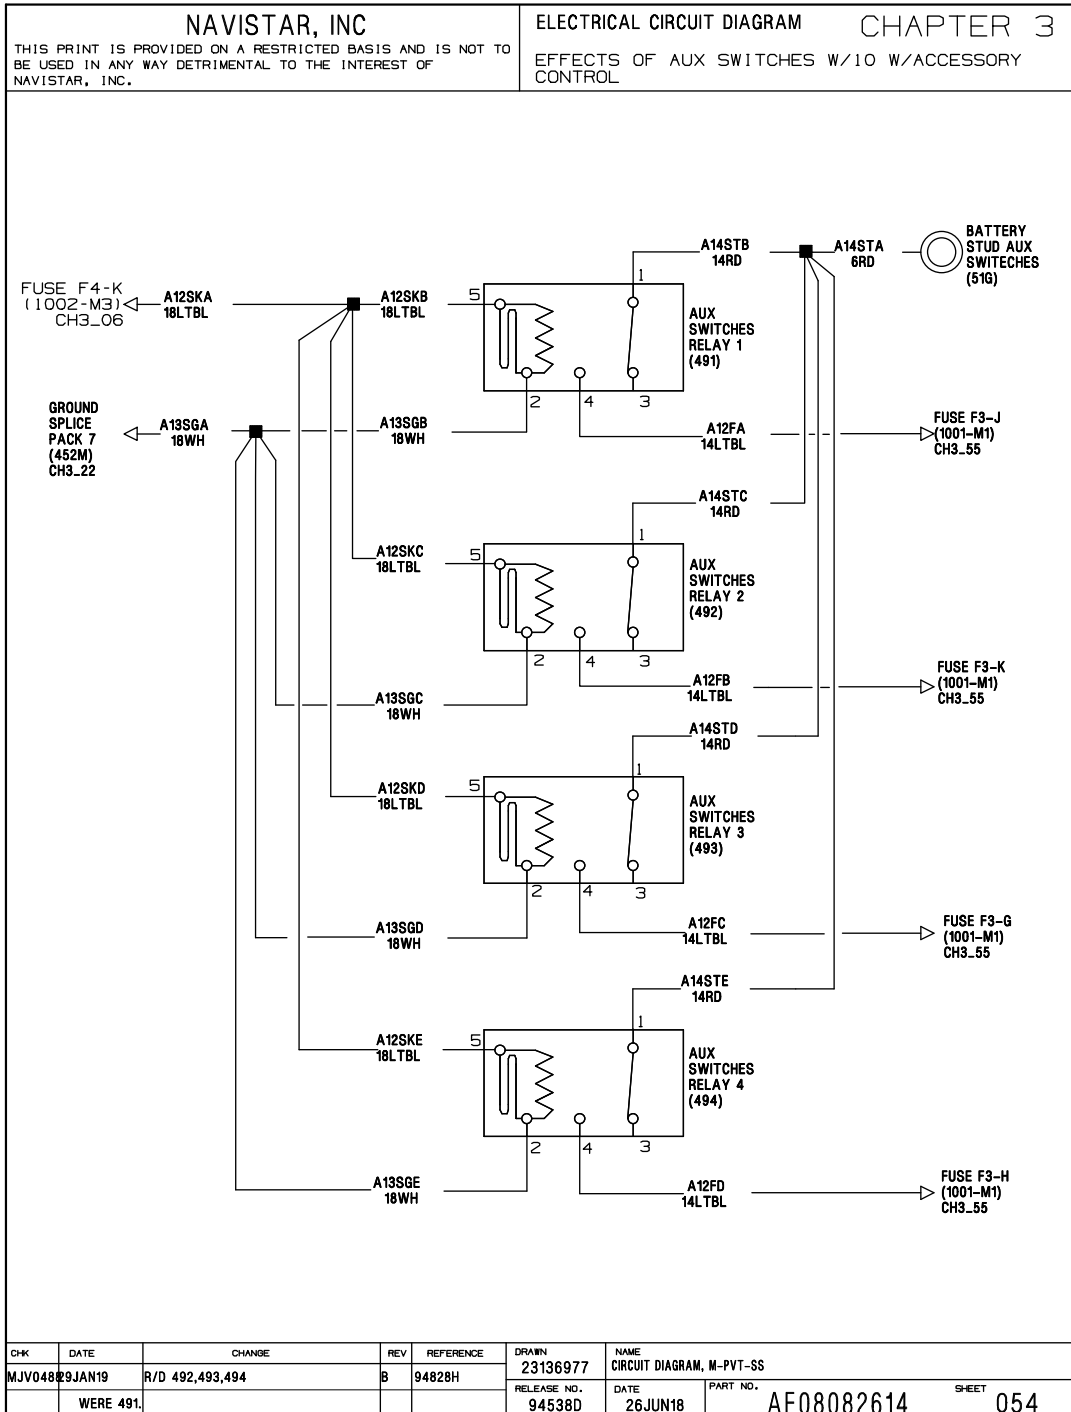 NAVISTAR, INC
THIS PRINT IS PROVIDED ON A RESTRICTED BASIS AND IS NOT TO
BE USED IN ANY WAY DETRIMENTAL TO THE INTEREST OF
NAVISTAR, INC.
ELECTRICAL CIRCUIT DIAGRAM
CHAPTER 3
EFFECTS OF AUX SWITCHES W/10 W/ACCESSORY
CONTROL
BATTERY
STUD AUX
SWITECHES
(51G)
A14STB
14RD
A14STA
6RD
FUSE F4-K
(1002-M3)
CH3_06
A12SKA
18LTBL
A12SKB
18LTBL
5
1
2
4
3
AUX
SWITCHES
RELAY 1
(491)
GROUND
SPLICE
PACK 7
(452M)
CH3_22
A13SGA
18WH
A13SGB
18WH
A12FA
14LTBL
FUSE F3-J
(1001-M1)
CH3_55
A14STC
14RD
A12SKC
18LTBL
5
1
2
4
3
AUX
SWITCHES
RELAY 2
(492)
A13SGC
18WH
A12FB
14LTBL
FUSE F3-K
(1001-M1)
CH3_55
A14STD
14RD
A12SKD
18LTBL
5
1
2
4
3
AUX
SWITCHES
RELAY 3
(493)
A13SGD
18WH
A12FC
14LTBL
FUSE F3-G
(1001-M1)
CH3_55
A14STE
14RD
A12SKE
18LTBL
5
1
2
4
3
AUX
SWITCHES
RELAY 4
(494)
A13SGE
18WH
A12FD
14LTBL
FUSE F3-H
(1001-M1)
CH3_55
CHK DATE CHANGE REV REFERENCE
29JAN19 R/D 492,493,494 B 94828H
WERE 491.
DRAWN
23136977
NAME
CIRCUIT DIAGRAM, M-PVT-SS
RELEASE NO.
94538D
DATE
26JUN18
PART NO.
AF08082614
SHEET
054